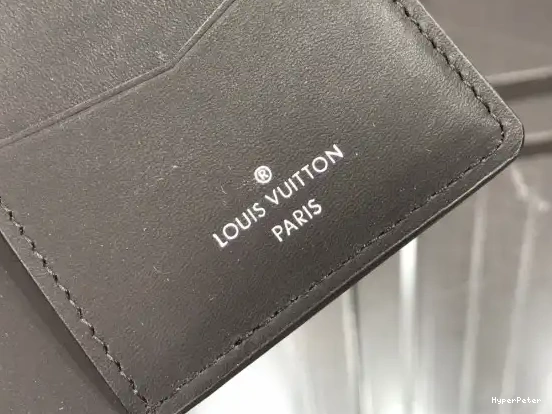 ®
LOUIS VUITTON
PARIS
HyperPeter